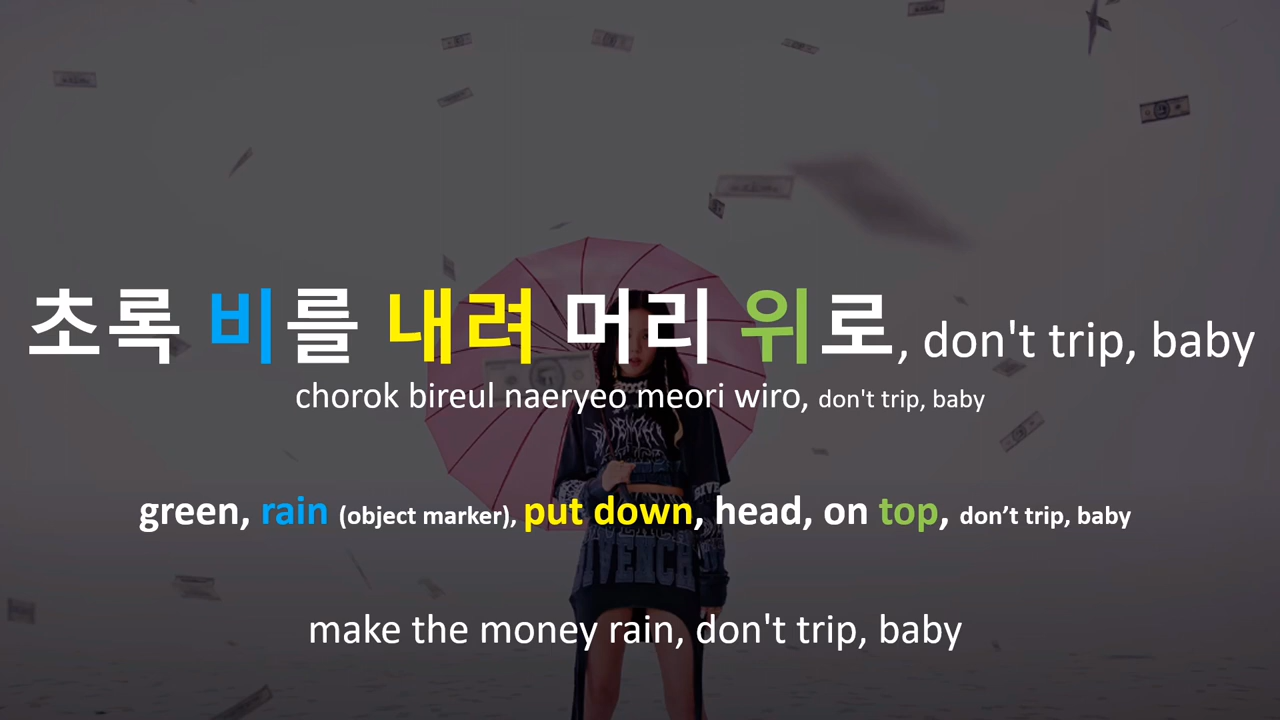 초록 비를 내려 머리 위로, don't trip, baby
chorok bireul naeryeo meori wiro, don't trip, baby
green, rain (object marker), put down, head, on top, don’t trip, baby
GIVENCH
make the money rain, don't trip, baby